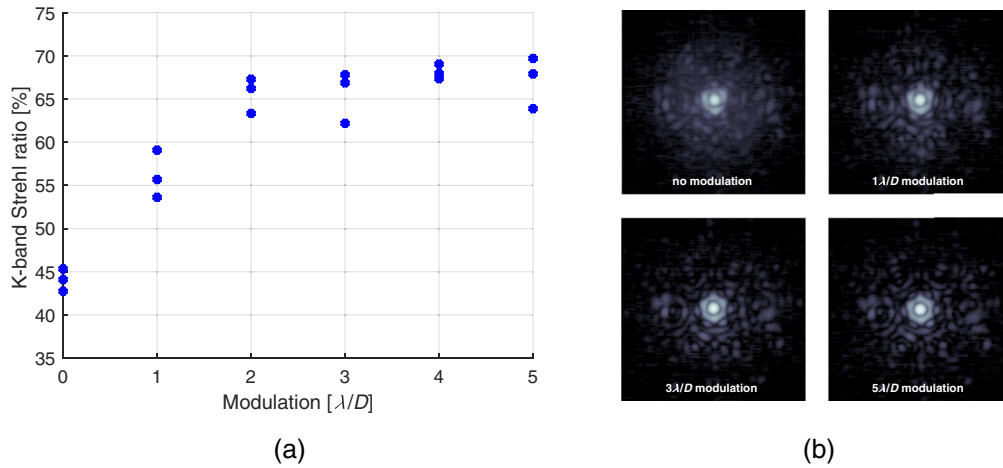 75
70
65
60
55
50
45
40
35
K-band Strehl ratio [%]
0 1 2 3 4 5
Modulation [λ/D]
(a)
no modulation
1λ/D modulation
3λ/D modulation
5λ/D modulation
(b)